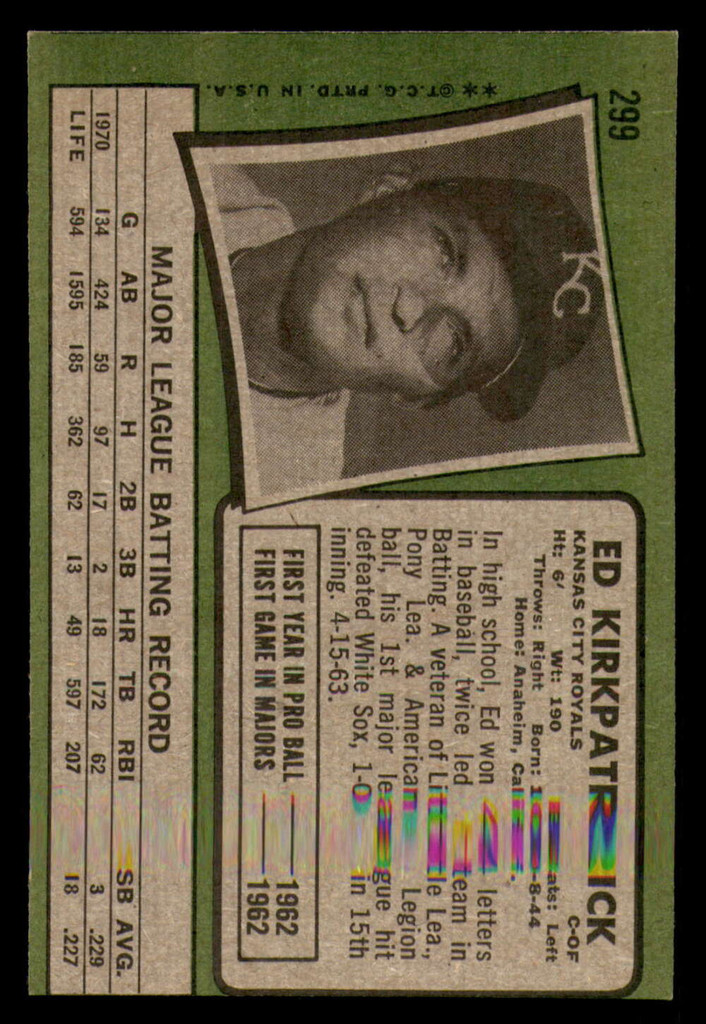 299
KC
ED KIRKPATRICK
C-OF
KANSAS CITY ROYALS
Ht: 6' Wt: 190 Bats: Left
Throws: Right Born: -8-44
Home: Anaheim, Calif.
In high school, Ed won letters
in baseball, twice led team in
Batting. A veteran of Little Lea.,
Pony Lea. & American Legion
ball, his 1st major league hit
defeated White Sox, 1-0 in 15th
inning. 4-15-63.
FIRST YEAR IN PRO BALL — 1962
FIRST GAME IN MAJORS — 1962
**©T.C.G. PRTD. IN U.S.A.
MAJOR LEAGUE BATTING RECORD
G AB R H 2B 3B HR TB RBI SB AVG.
1970 134 424 59 97 17 2 18 172 62 3 .229
LIFE 594 1595 185 362 62 13 49 597 207 18 .227